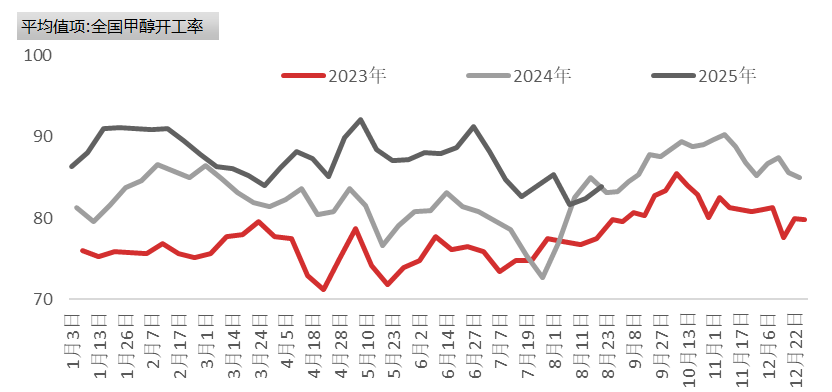 平均值项:全国甲醇开工率
100
90
80
70
2023年
2024年
2025年
1月3日
1月13日
1月26日
2月7日
2月17日
3月1日
3月14日
3月24日
4月5日
4月18日
4月28日
5月10日
5月23日
6月2日
6月14日
6月27日
7月7日
7月19日
8月1日
8月11日
8月23日
9月8日
9月27日
10月13日
11月1日
11月17日
12月6日
12月22日